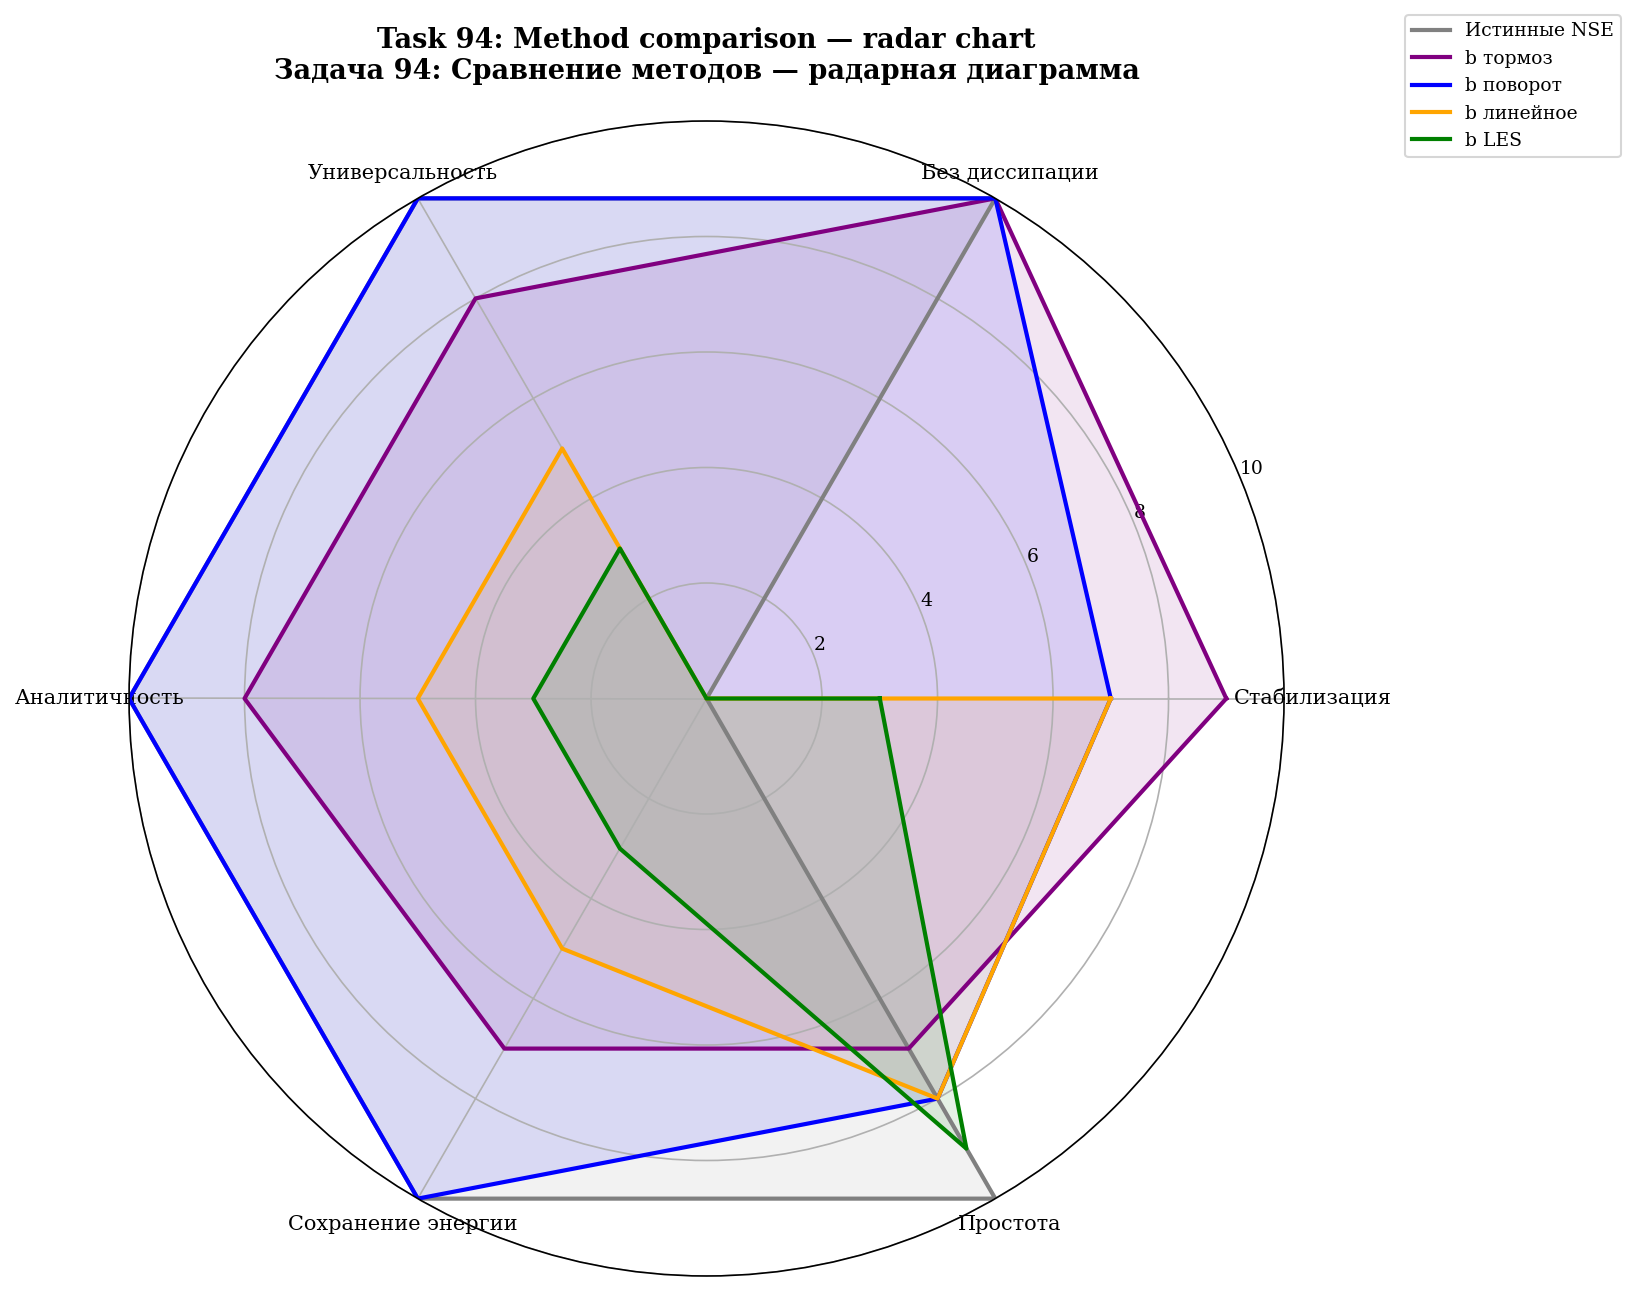 Task 94: Method comparison — radar chart
Задача 94: Сравнение методов — радарная диаграмма
Истинные NSE
b тормоз
b поворот
b линейное
b LES
Универсальность
Без диссипации
10
8
6
4
2
Аналитичность
Стабилизация
Сохранение энергии
Простота